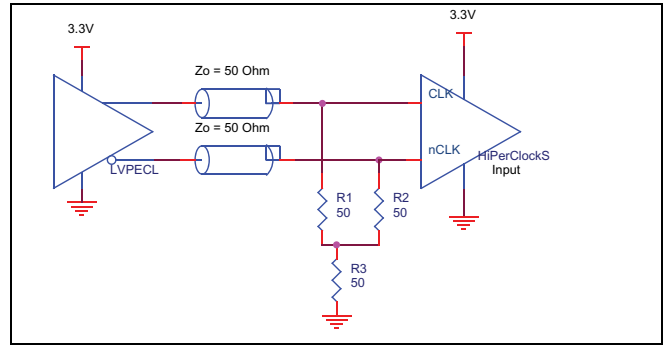 3.3V
3.3V
Zo = 50 Ohm
CLK
Zo = 50 Ohm
nCLK
LVPECL
HiPerClockS
Input
R1
50
R2
50
R3
50